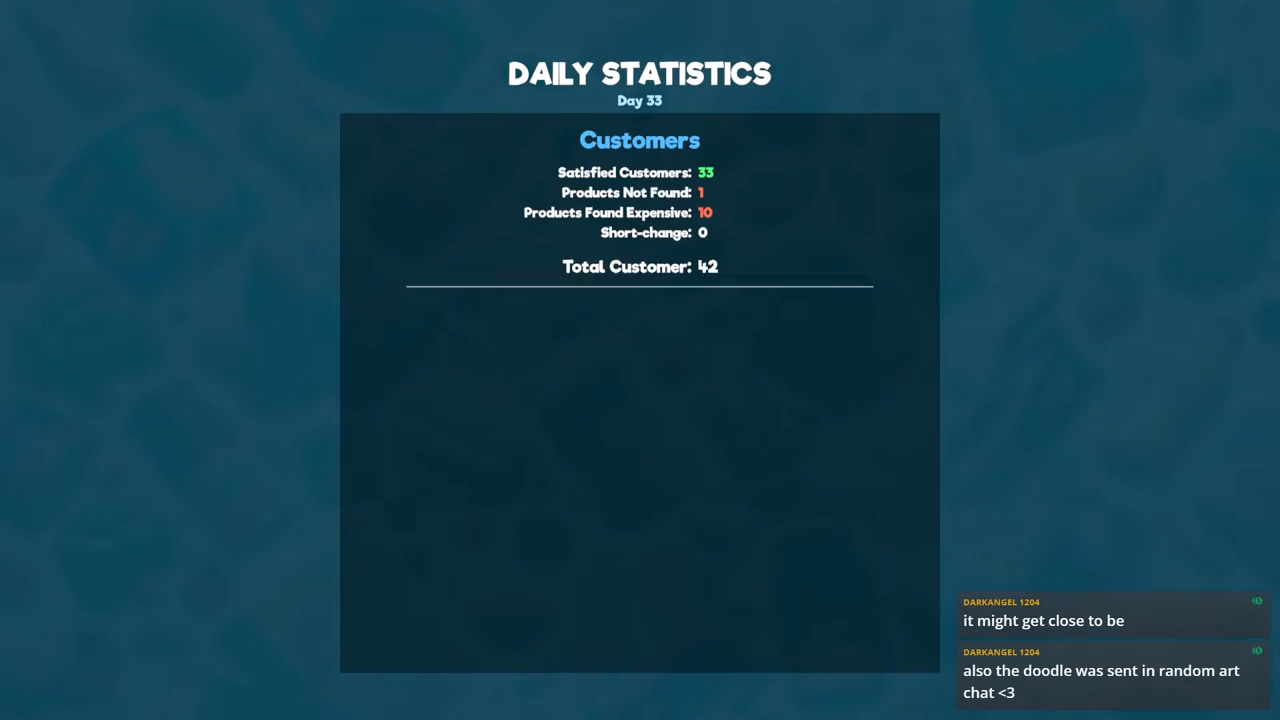 DAILY STATISTICS
Day 33
Customers
Satisfied Customers: 33
Products Not Found: 1
Products Found Expensive: 10
Short-change: 0
Total Customer: 42
DARKANGEL 1204
it might get close to be
DARKANGEL 1204
also the doodle was sent in random art
chat <3